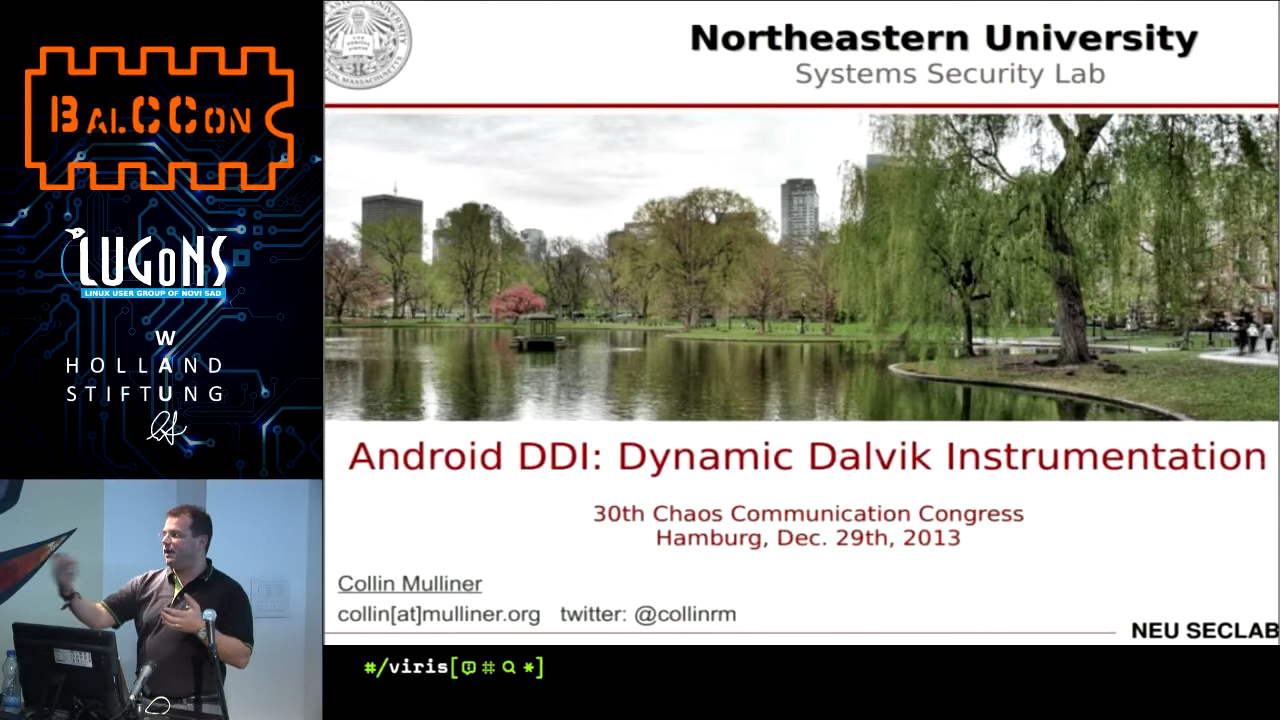 BALCCON
LUGoNS
LINUX USER GROUP OF NOVI SAD
W
HOLLAND
STIFTUNG
Northeastern University
Systems Security Lab
Android DDI: Dynamic Dalvik Instrumentation
30th Chaos Communication Congress
Hamburg, Dec. 29th, 2013
Collin Mulliner
collin[at]mulliner.org twitter: @collinrm
NEU SECLAB
#/viris[ # *]